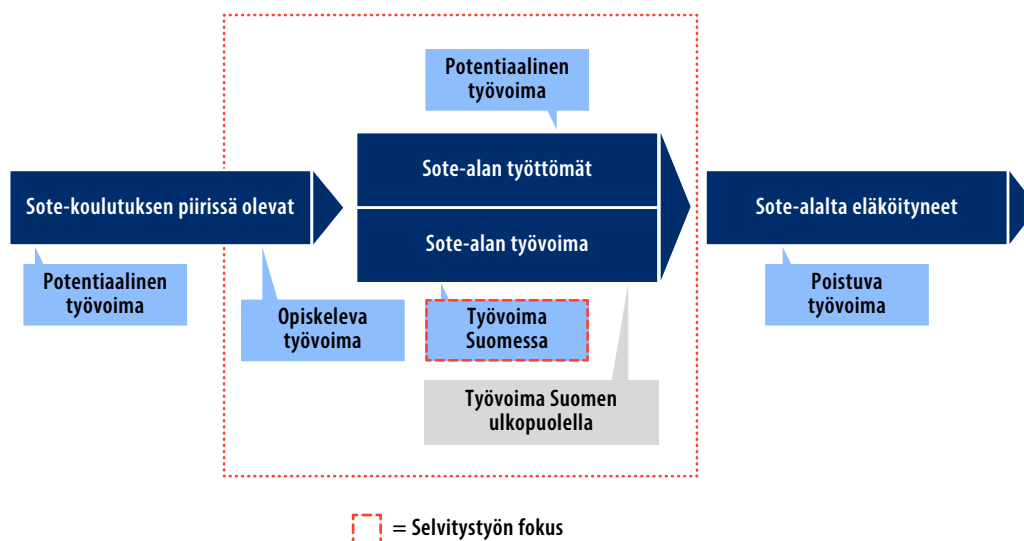 Potentiaalinen
työvoima
Sote-alan työttömät
Sote-koulutuksen piirissä olevat
Sote-alalta eläköityneet
Sote-alan työvoima
Potentiaalinen
työvoima
Opiskeleva
työvoima
Työvoima
Suomessa
Poistuva
työvoima
Työvoima Suomen
ulkopuolella
= Selvitystyön fokus